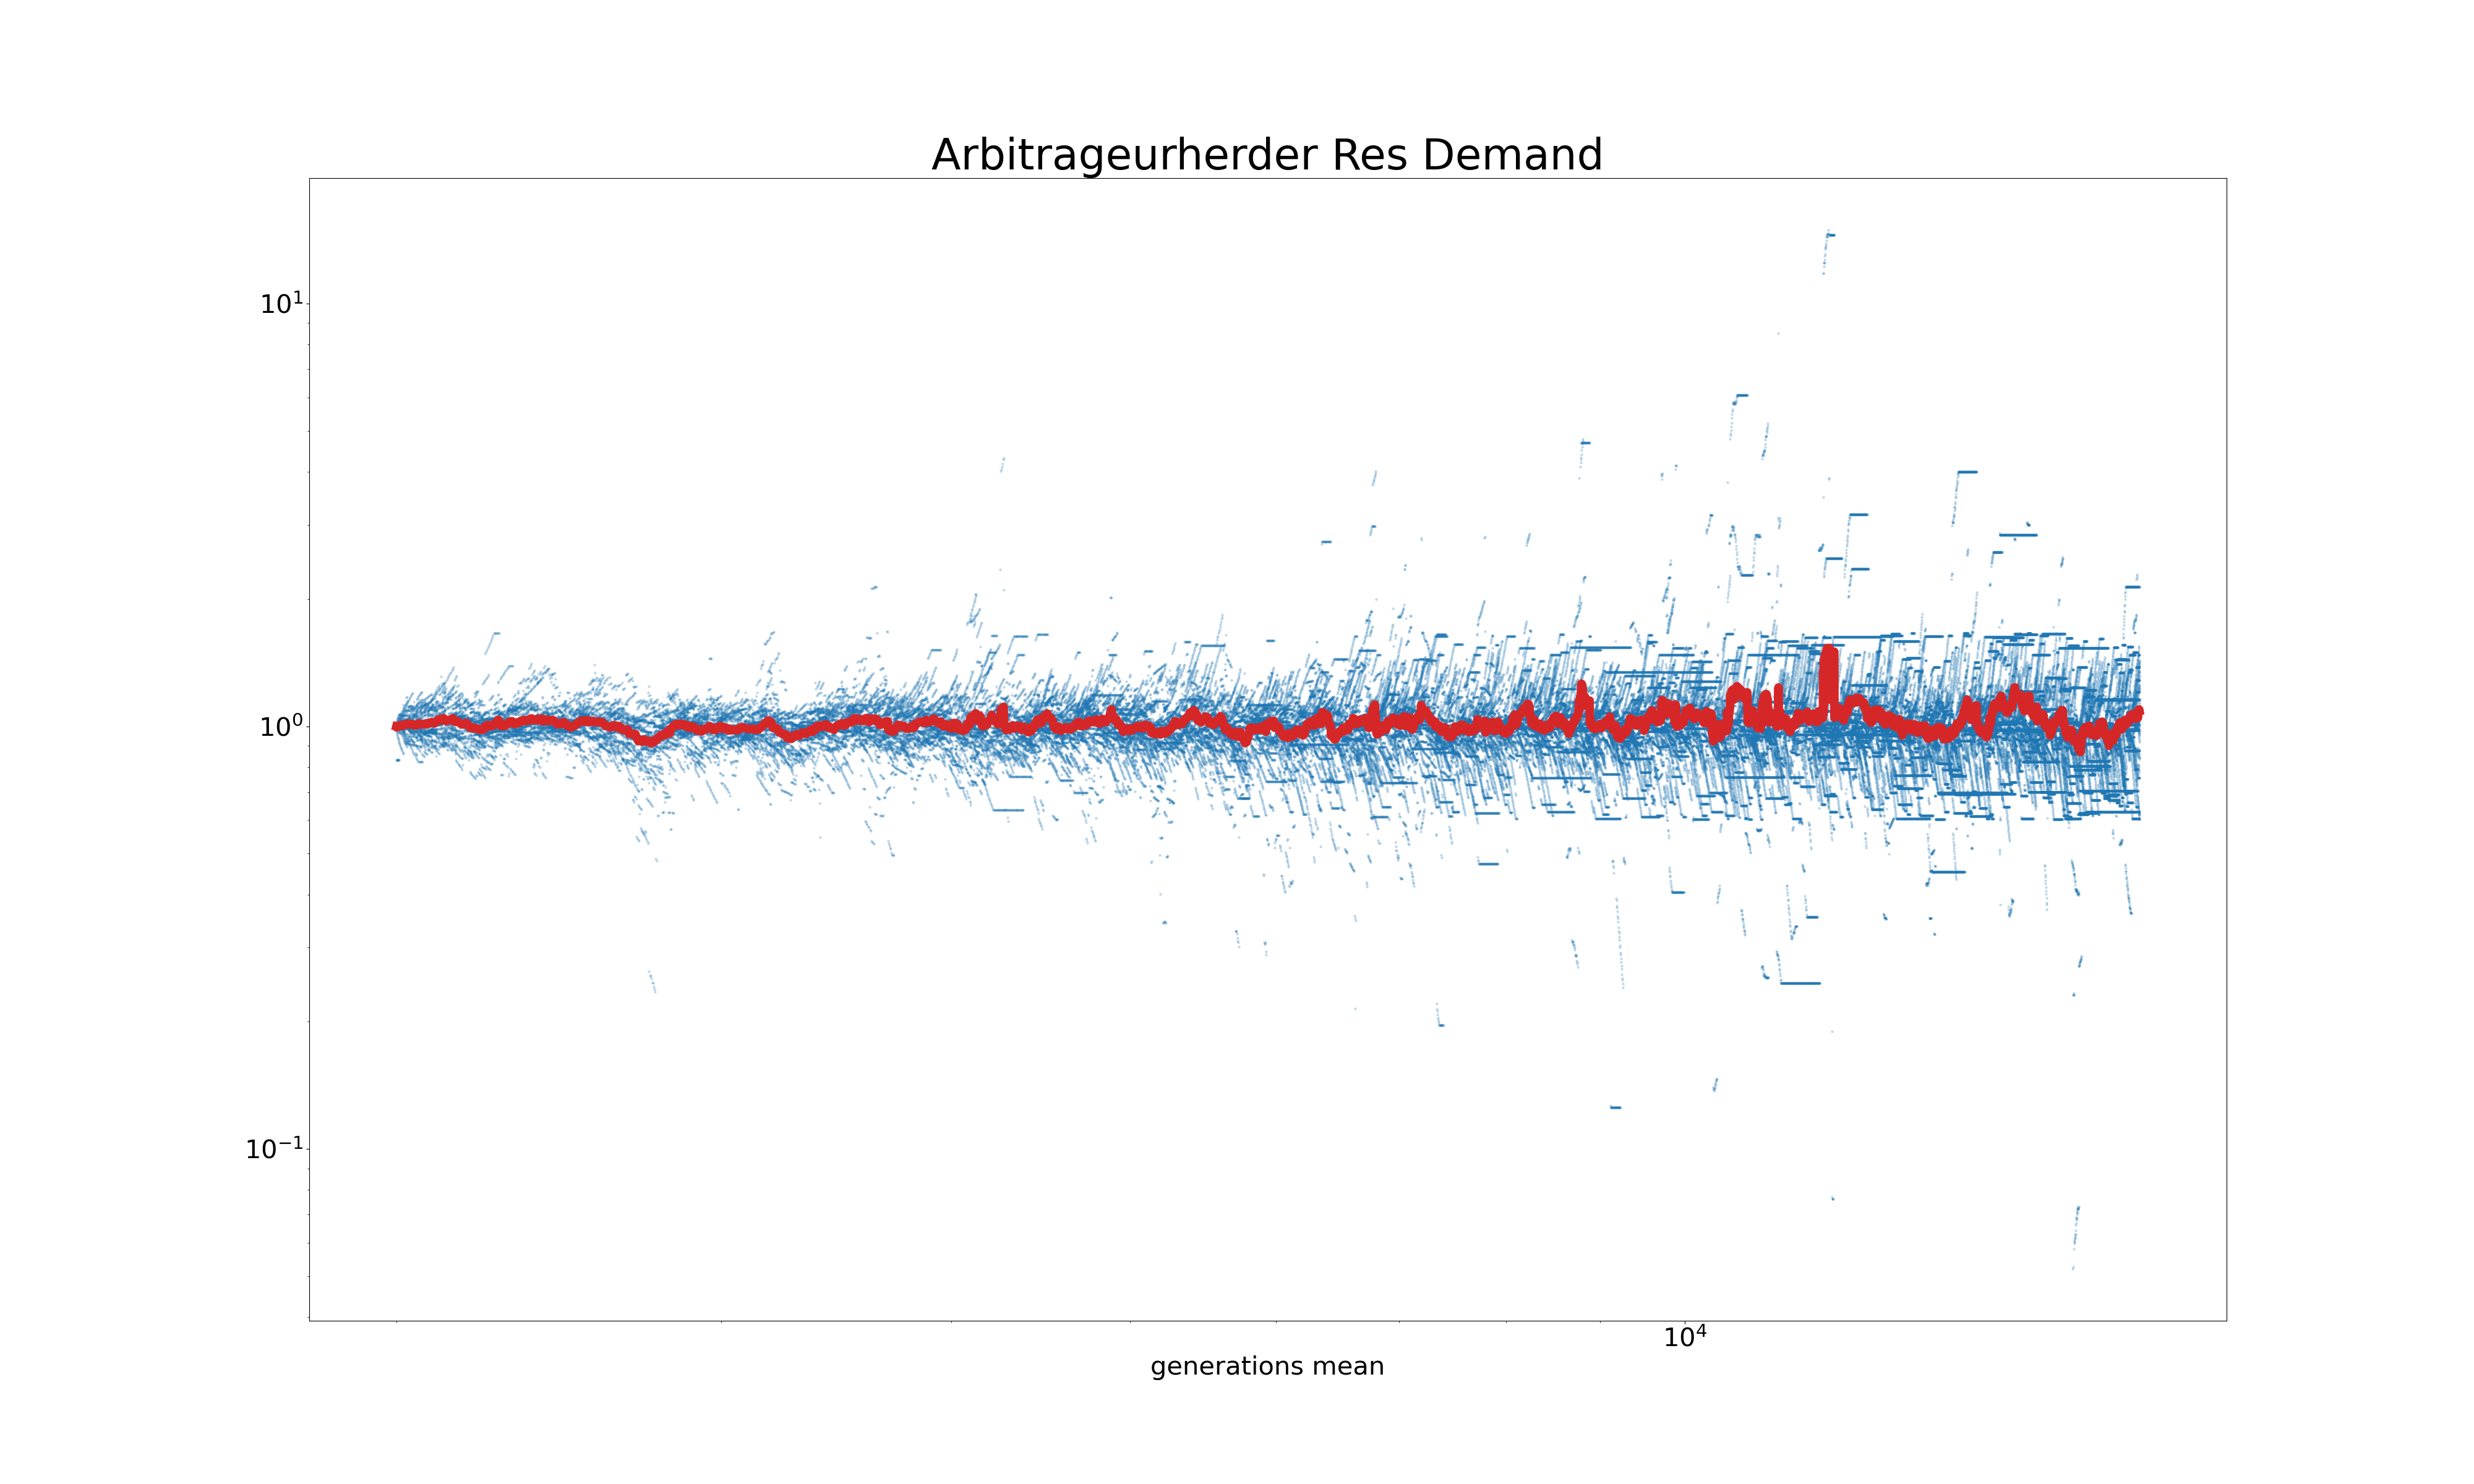 Arbitrageurherder Res Demand
10¹
10⁰
10⁻¹
10⁴
generations mean